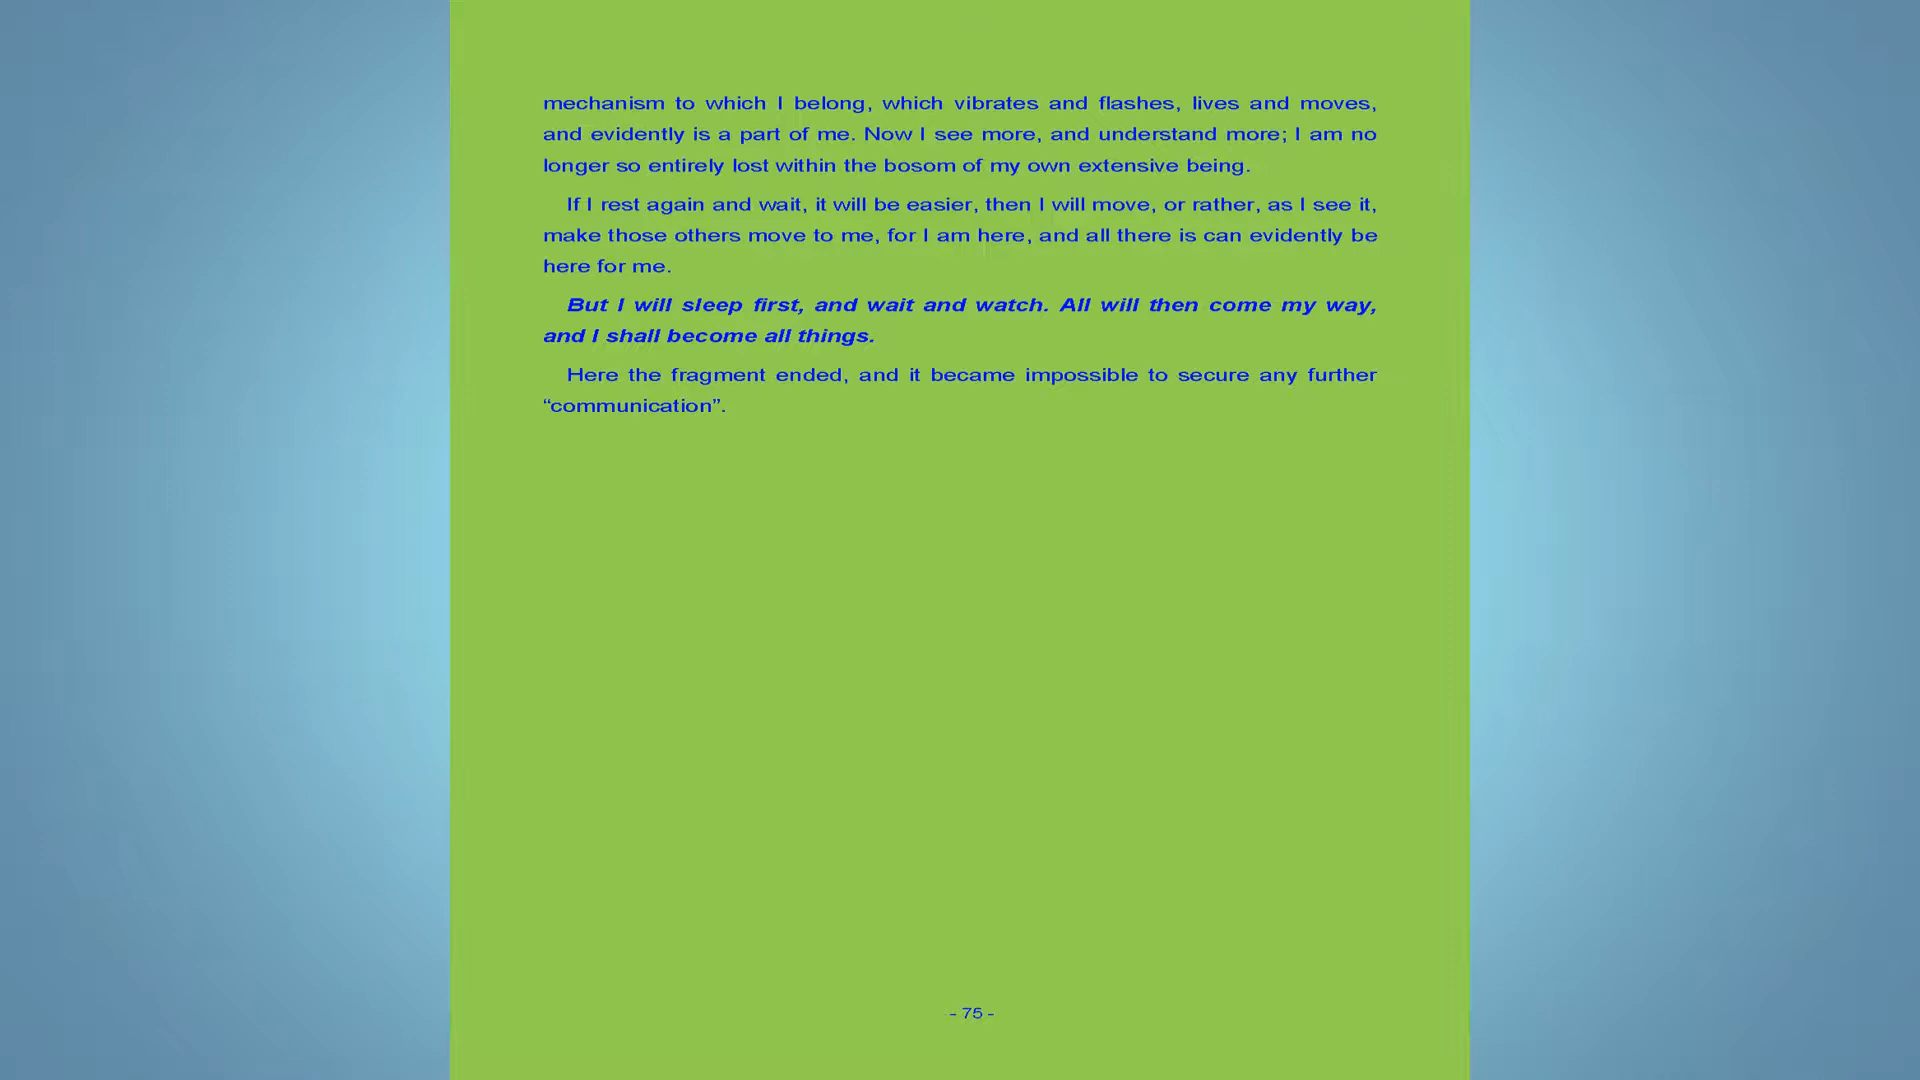 mechanism to which I belong, which vibrates and flashes, lives and moves,
and evidently is a part of me. Now I see more, and understand more; I am no
longer so entirely lost within the bosom of my own extensive being.
If I rest again and wait, it will be easier, then I will move, or rather, as I see it,
make those others move to me, for I am here, and all there is can evidently be
here for me.
But I will sleep first, and wait and watch. All will then come my way,
and I shall become all things.
Here the fragment ended, and it became impossible to secure any further
“communication”.
- 75 -